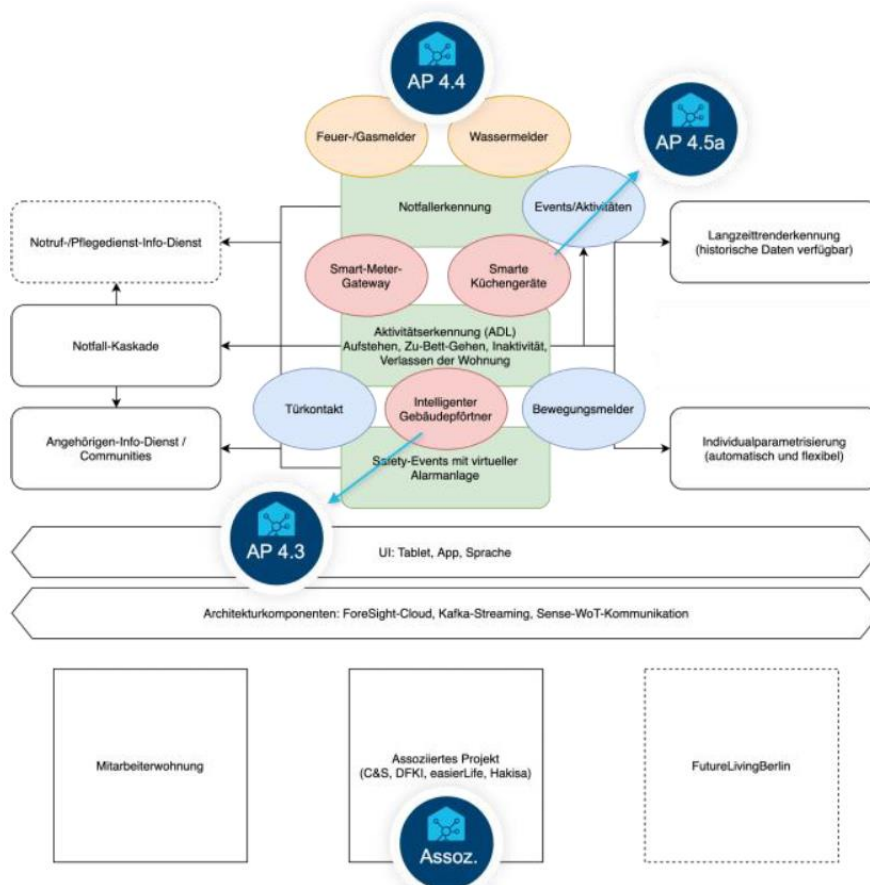 AP 4.4
AP 4.5a
Feuer-/Gasmelder
Wassermelder
Notfallerkennung
Events/Aktivitäten
Notruf-/Pflegedienst-Info-Dienst
Langzeittrenderkennung
(historische Daten verfügbar)
Smart-Meter-
Gateway
Smarte
Küchengeräte
Notfall-Kaskade
Aktivitätserkennung (ADL)
Aufstehen, Zu-Bett-Gehen, Inaktivität,
Verlassen der Wohnung
Türkontakt
Intelligenter
Gebäudepförtner
Bewegungsmelder
Angehörigen-Info-Dienst /
Communities
Individualparametrisierung
(automatisch und flexibel)
Safety-Events mit virtueller
Alarmanlage
AP 4.3
UI: Tablet, App, Sprache
Architekturkomponenten: ForeSight-Cloud, Kafka-Streaming, Sense-WoT-Kommunikation
Mitarbeiterwohnung
Assoziiertes Projekt
(C&S, DFKI, easierLife, Hakisa)
FutureLivingBerlin
Assoz.